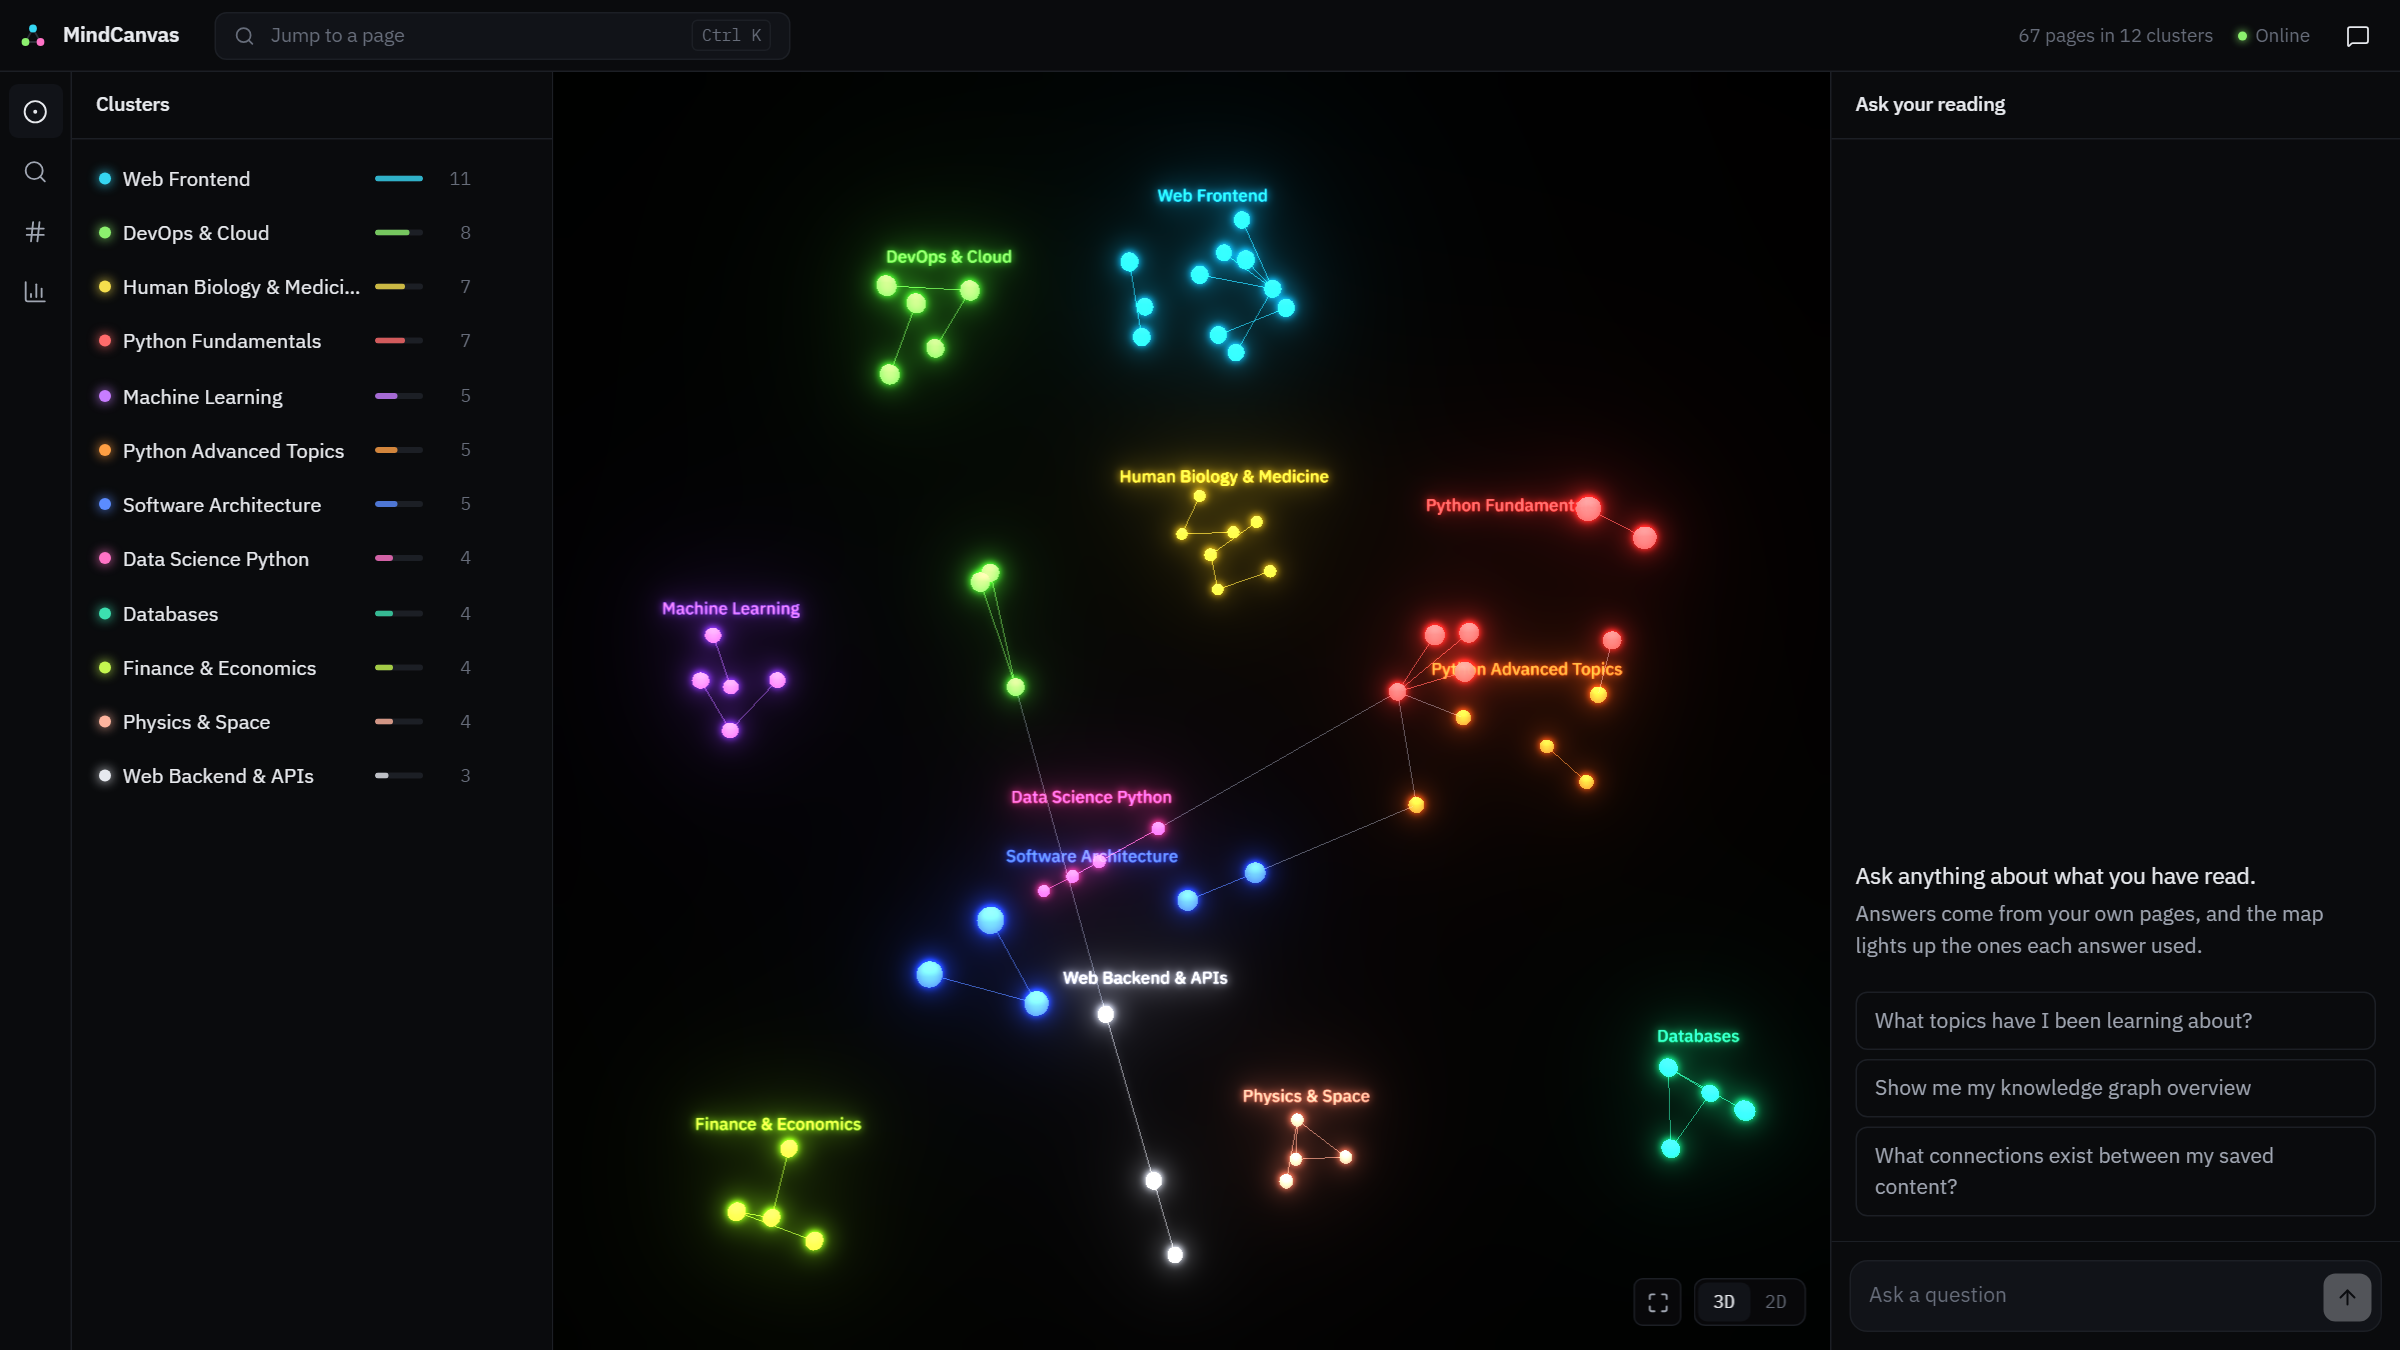 MindCanvas
Jump to a page
Ctrl K
67 pages in 12 clusters
Online
Clusters
Web Frontend 11
DevOps & Cloud 8
Human Biology & Medici... 7
Python Fundamentals 7
Machine Learning 5
Python Advanced Topics 5
Software Architecture 5
Data Science Python 4
Databases 4
Finance & Economics 4
Physics & Space 4
Web Backend & APIs 3
Web Frontend
DevOps & Cloud
Human Biology & Medicine
Python Fundament
Machine Learning
Python Advanced Topics
Data Science Python
Software Architecture
Web Backend & APIs
Databases
Physics & Space
Finance & Economics
3D 2D
Ask your reading
Ask anything about what you have read.
Answers come from your own pages, and the map
lights up the ones each answer used.
What topics have I been learning about?
Show me my knowledge graph overview
What connections exist between my saved
content?
Ask a question